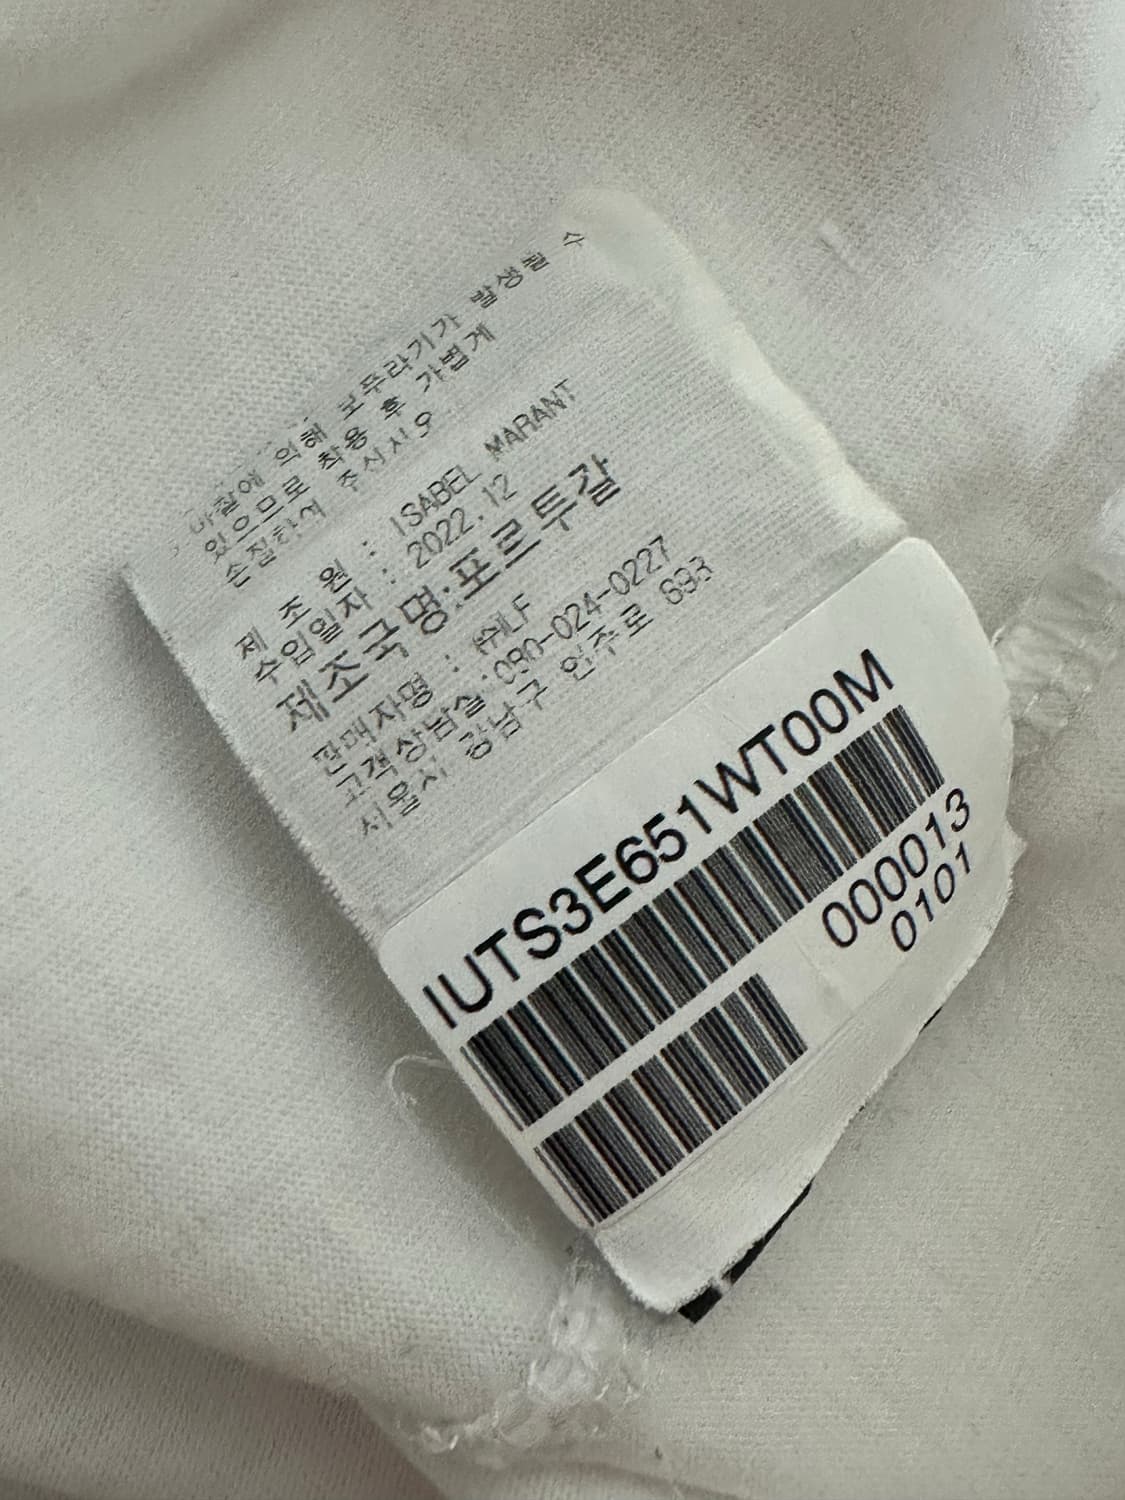 마찰에 의해 보푸라기가 발생될 수
있으므로 착용 후 가볍게
손질하여 주십시오
제 조 원 : ISABEL MARANT
수입일자 : 2022.12
제조국명:포르투갈
판매자명 : ㈜LF
고객상담실:080-024-0227
서울시 강남구 언주로 693
IUTS3E651WT00M
000013
0101